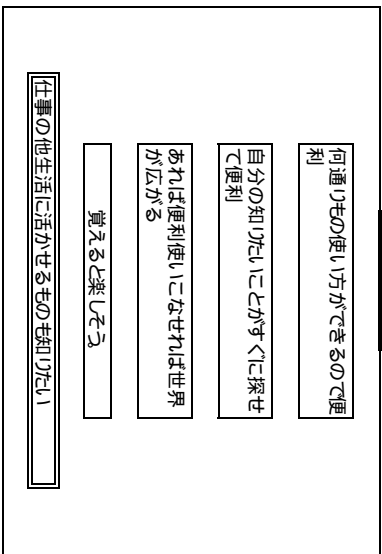 何通りもの使い方ができるので便
利
自分の知りたいことがすぐに探せ
て便利
あれば便利使いこなせれば世界
が広がる
覚えると楽しそう。
仕事の他生活に活かせるものも知りたい